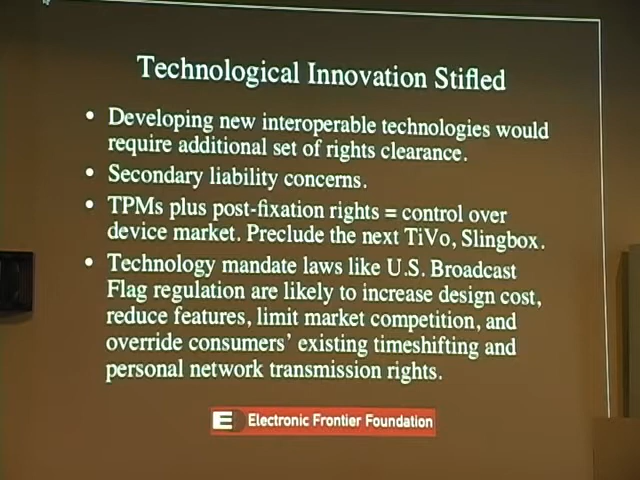 Technological Innovation Stifled
• Developing new interoperable technologies would
require additional set of rights clearance.
• Secondary liability concerns.
• TPMs plus post-fixation rights = control over
device market. Preclude the next TiVo, Slingbox.
• Technology mandate laws like U.S. Broadcast
Flag regulation are likely to increase design cost,
reduce features, limit market competition, and
override consumers' existing timeshifting and
personal network transmission rights.
E Electronic Frontier Foundation